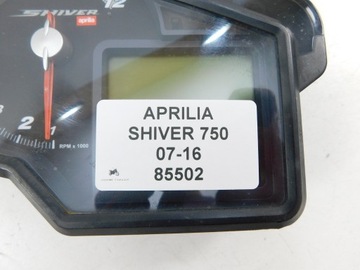 SHIVER 12
aprilia
2 1
RPM x 1000
APRILIA
SHIVER 750
07-16
85502